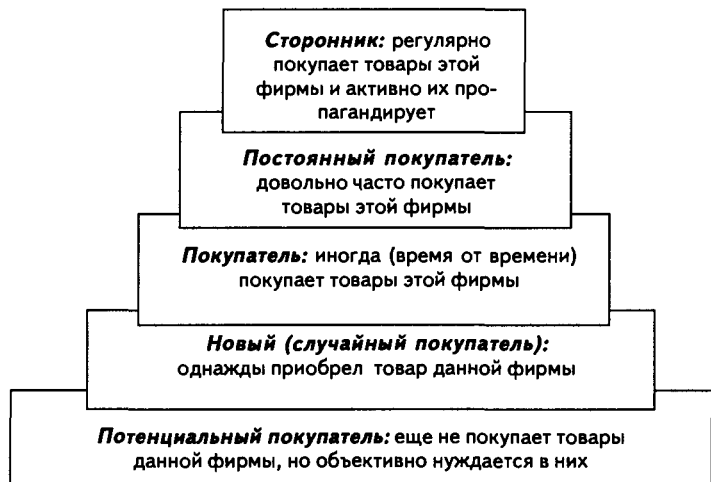 Сторонник: регулярно
покупает товары этой
фирмы и активно их про-
пагандирует
Постоянный покупатель:
довольно часто покупает
товары этой фирмы
Покупатель: иногда (время от времени)
покупает товары этой фирмы
Новый (случайный покупатель):
однажды приобрел товар данной фирмы
Потенциальный покупатель: еще не покупает товары
данной фирмы, но объективно нуждается в них